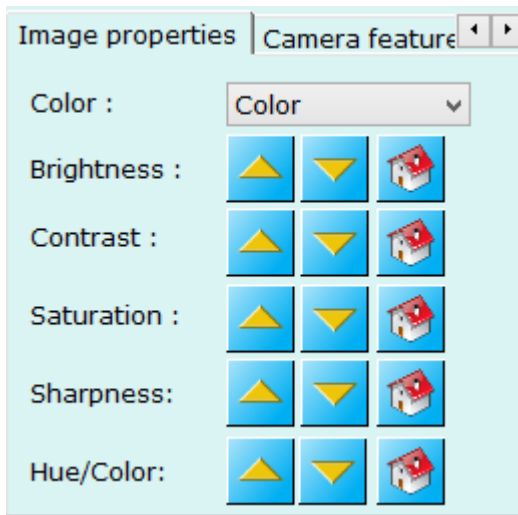 Image properties Camera feature
Color : Color
Brightness :
Contrast :
Saturation :
Sharpness:
Hue/Color: